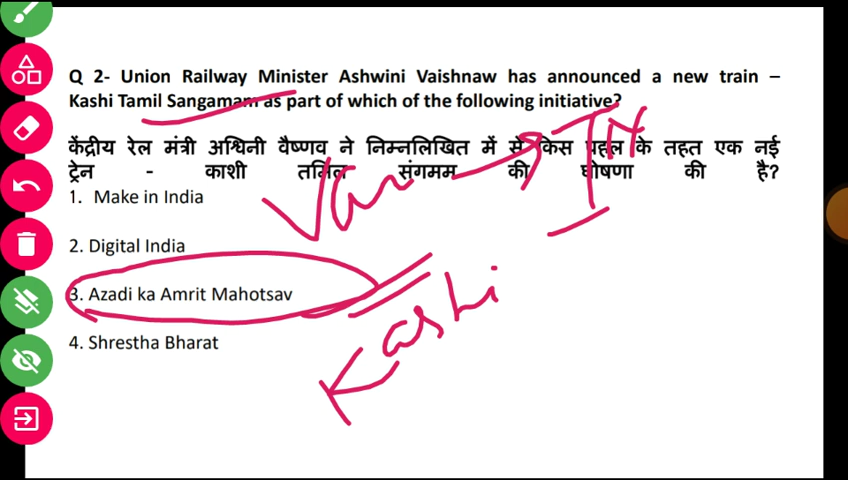 Q 2- Union Railway Minister Ashwini Vaishnaw has announced a new train –
Kashi Tamil Sangamam as part of which of the following initiative?
केंद्रीय रेल मंत्री अश्विनी वैष्णव ने निम्नलिखित में से किस पहल के तहत एक नई
ट्रेन - काशी तमिल संगमम की घोषणा की है?
1. Make in India
2. Digital India
3. Azadi ka Amrit Mahotsav
4. Shrestha Bharat
Van → TN
Kashi